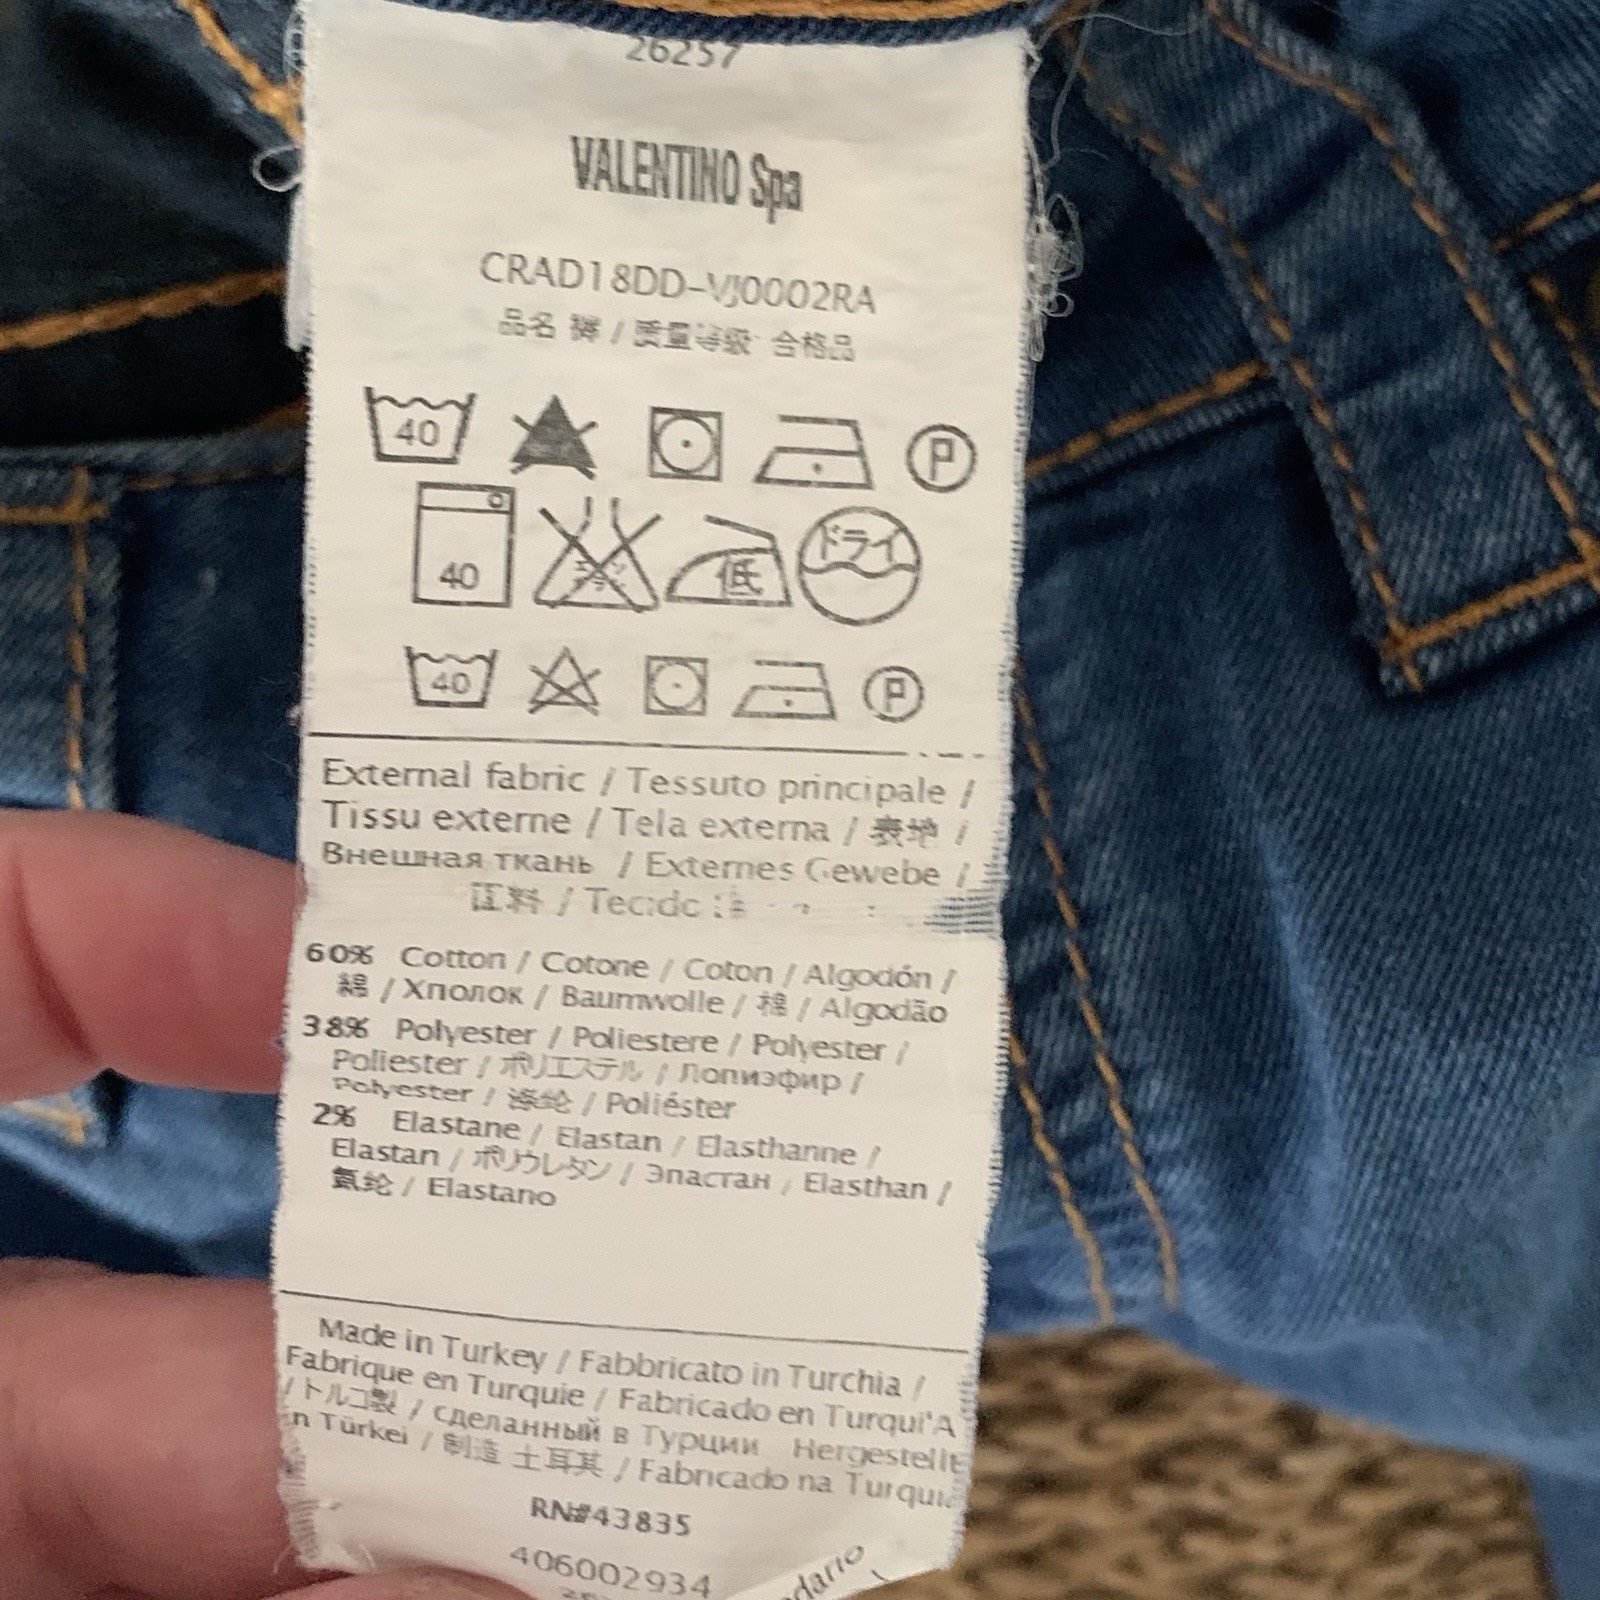 26257
VALENTINO Spa
CRAD18DD-VJ0002RA
品名 裤 / 质量等级 合格品
40 P
40 低 ドライ
40 P
External fabric / Tessuto principale /
Tissu externe / Tela externa / 表地 /
Внешная ткань / Externes Gewebe /
面料 /
60% Cotton / Cotone / Coton / Algodón /
綿 / Хполок / Baumwolle / 棉 / Algodão
38% Polyester / Poliestere / Polyester /
Poliester / ポリエステル / Полиэфир /
Polyester / 涤纶 / Poliéster
2% Elastane / Elastan / Elasthanne /
Elastan / ポリウレタン / Эластан / Elasthan /
氨纶 / Elastano
Made in Turkey / Fabbricato in Turchia /
Fabrique en Turquie / Fabricado en Turqui'A
/ トルコ製 / сделанный в Турции Hergestellt
in Türkei / 制造 土耳其 / Fabricado na Turquia
RN#43835
406002934